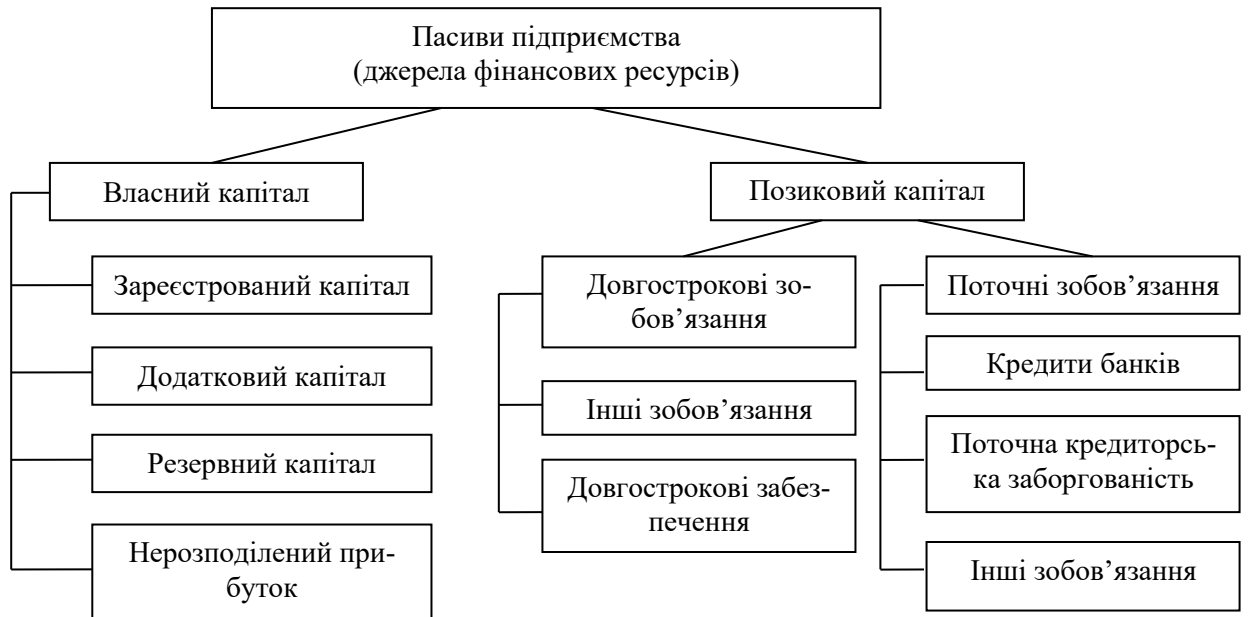 Пасиви підприємства
(джерела фінансових ресурсів)
Власний капітал
Позиковий капітал
Зареєстрований капітал
Додатковий капітал
Резервний капітал
Нерозподілений при-
буток
Довгострокові зо-
бов’язання
Інші зобов’язання
Довгострокові забез-
печення
Поточні зобов’язання
Кредити банків
Поточна кредиторсь-
ка заборгованість
Інші зобов’язання